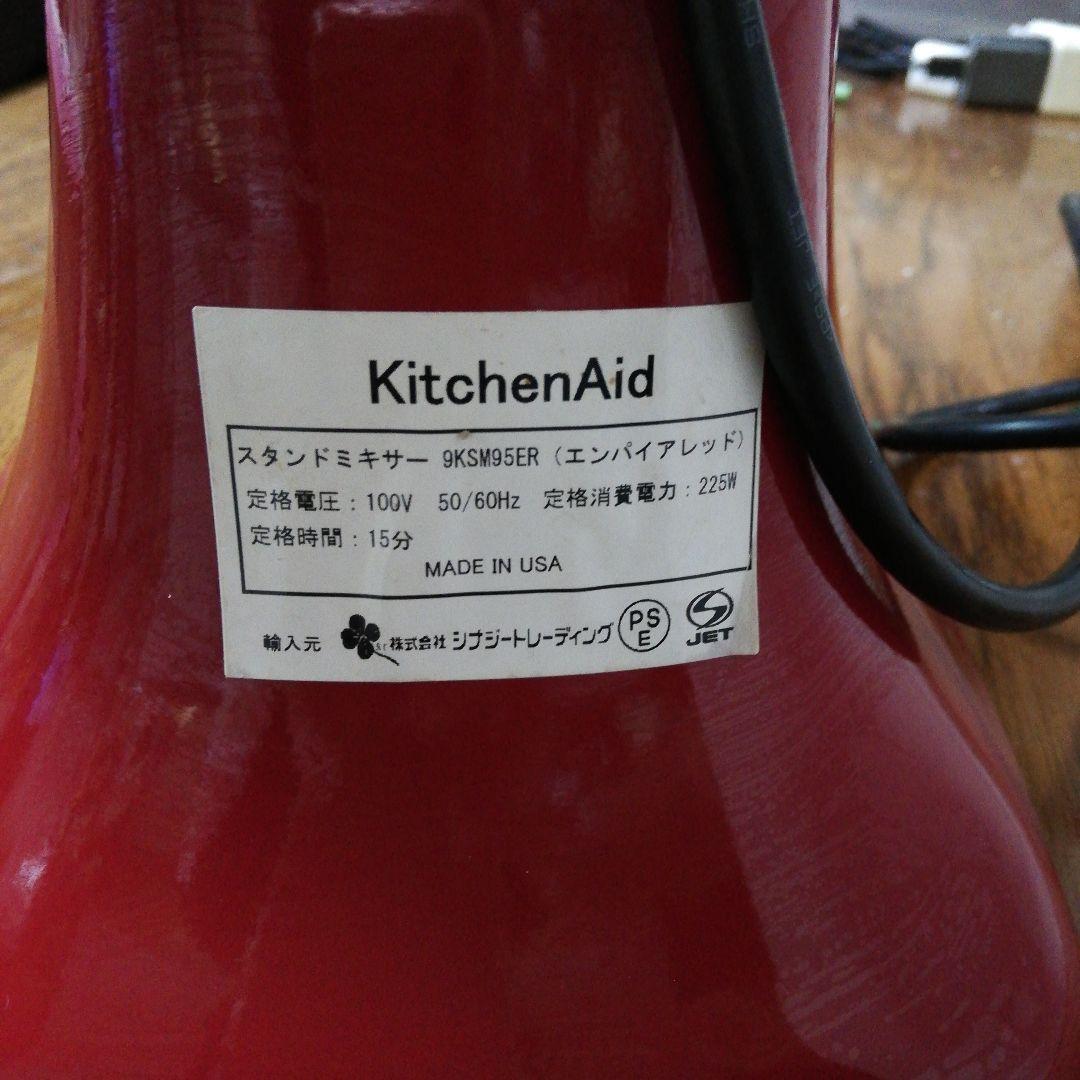 KitchenAid
スタンドミキサー 9KSM95ER（エンパイアレッド）
定格電圧：100V 50/60Hz 定格消費電力：225W
定格時間：15分
MADE IN USA
輸入元 株式会社 シナジートレーディング PSE JET